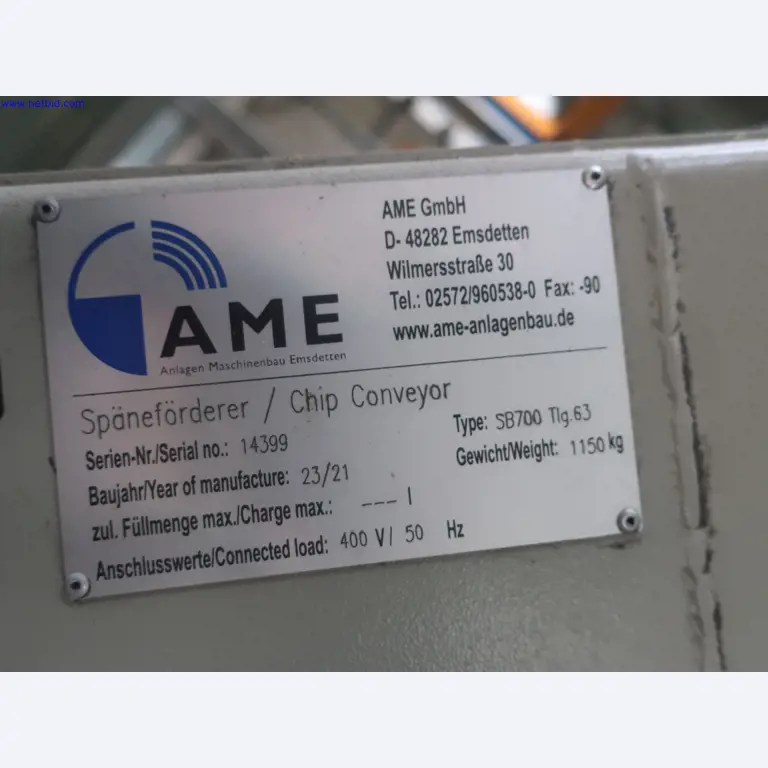 www.netbid.com
AME
Anlagen Maschinenbau Emsdetten
AME GmbH
D- 48282 Emsdetten
Wilmersstraße 30
Tel.: 02572/960538-0 Fax: -90
www.ame-anlagenbau.de
Späneförderer / Chip Conveyor
Serien-Nr./Serial no.: 14399
Type: SB700 Tlg.63
Baujahr/Year of manufacture: 23/21
Gewicht/Weight: 1150 kg
zul. Füllmenge max./Charge max.: --- l
Anschlusswerte/Connected load: 400 V/ 50 Hz